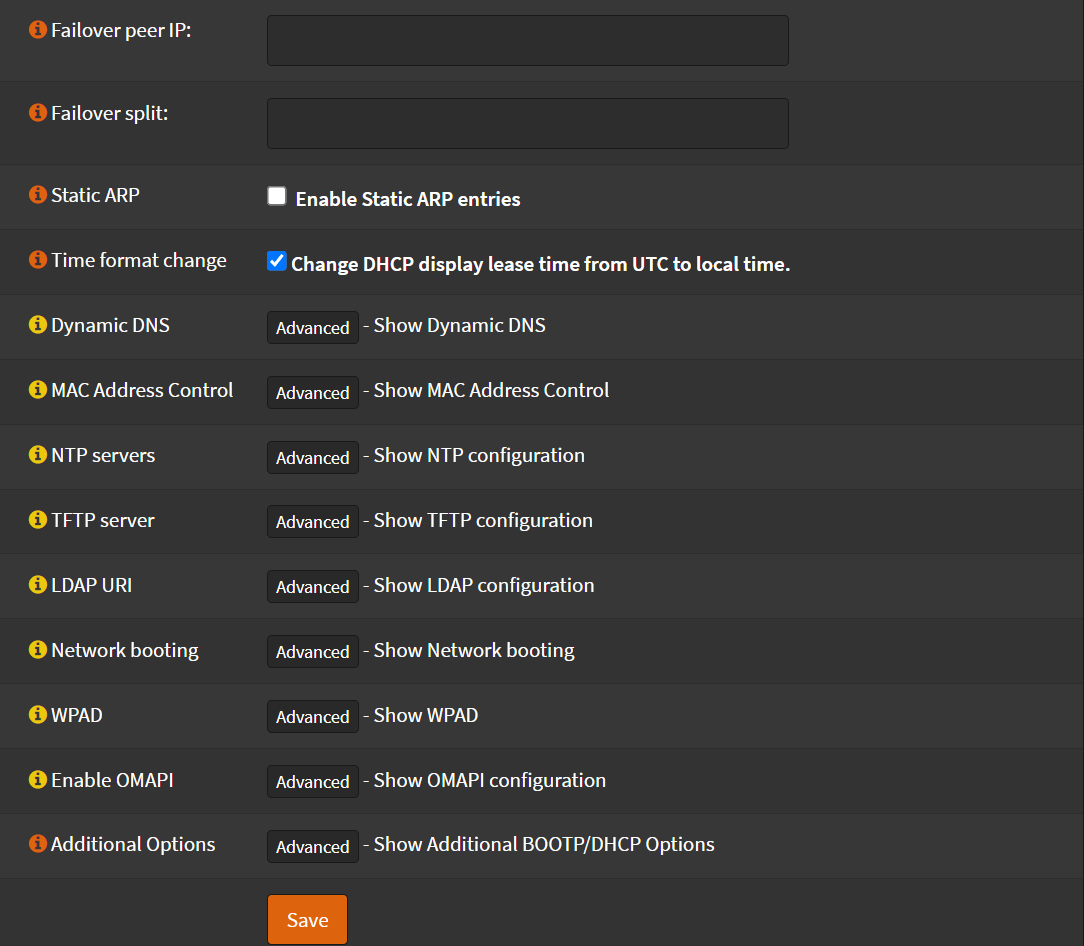 Failover peer IP:
Failover split:
Static ARP
Enable Static ARP entries
Time format change
Change DHCP display lease time from UTC to local time.
Dynamic DNS
Advanced - Show Dynamic DNS
MAC Address Control
Advanced - Show MAC Address Control
NTP servers
Advanced - Show NTP configuration
TFTP server
Advanced - Show TFTP configuration
LDAP URI
Advanced - Show LDAP configuration
Network booting
Advanced - Show Network booting
WPAD
Advanced - Show WPAD
Enable OMAPI
Advanced - Show OMAPI configuration
Additional Options
Advanced - Show Additional BOOTP/DHCP Options
Save